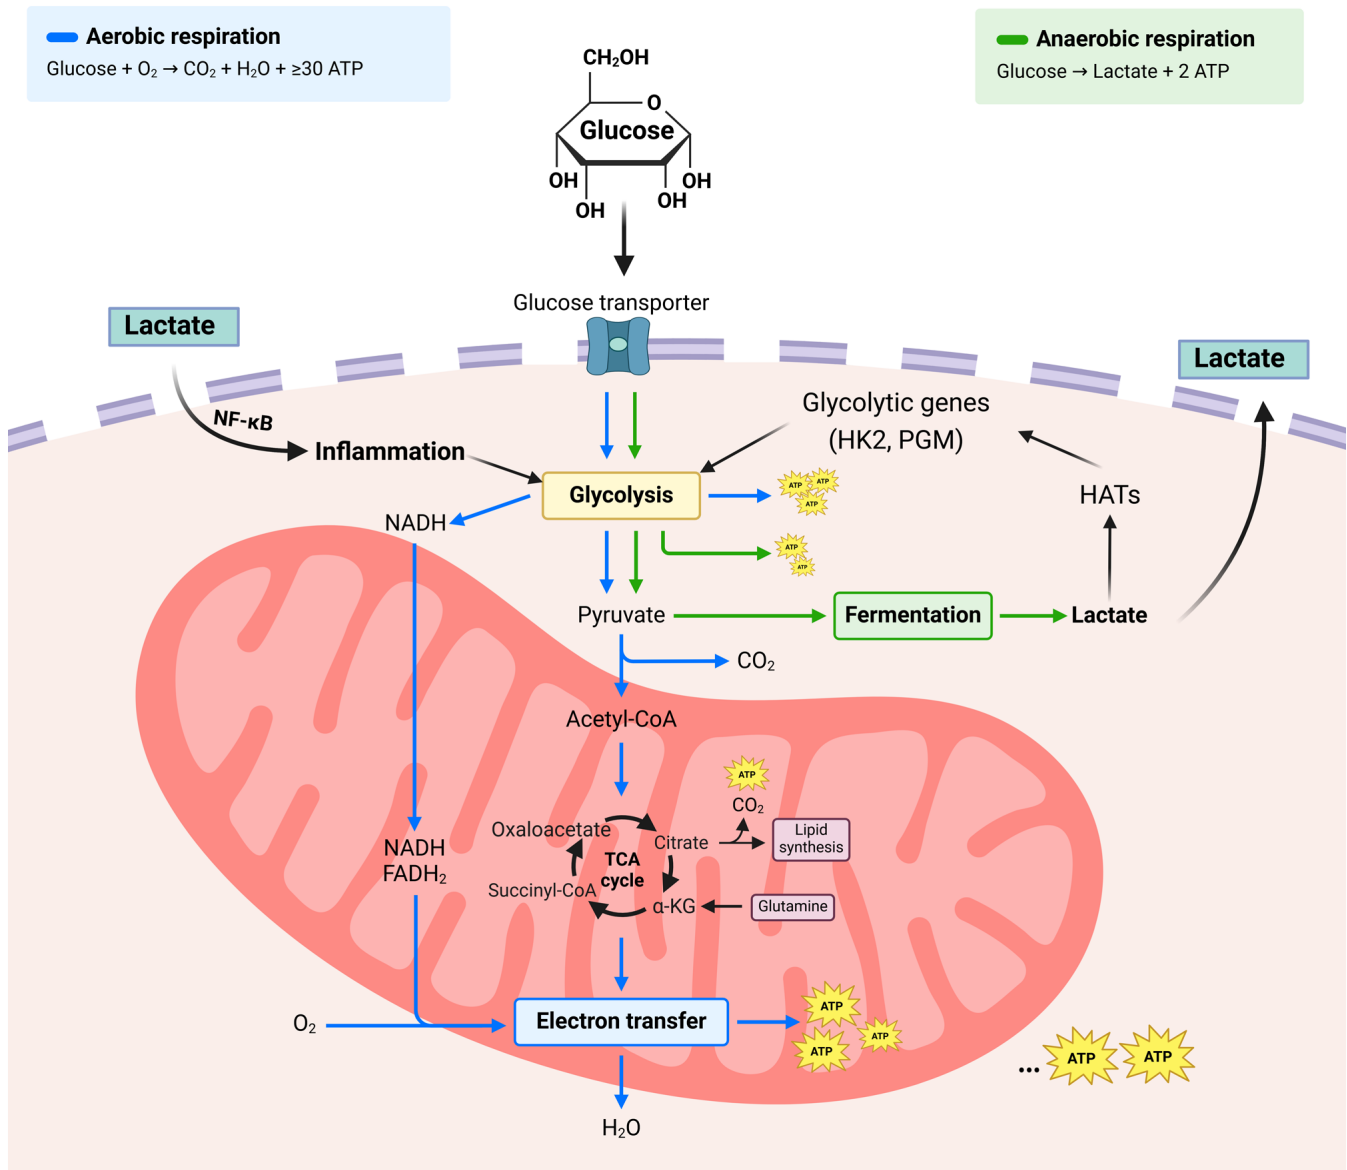 Aerobic respiration
Glucose + O₂ → CO₂ + H₂O + ≥30 ATP
Anaerobic respiration
Glucose → Lactate + 2 ATP
CH₂OH
O
Glucose
OH
OH
OH
OH
Glucose transporter
Lactate
Lactate
NF-κB
Inflammation
Glycolytic genes
(HK2, PGM)
Glycolysis
ATP
ATP
ATP
HATs
NADH
ATP
ATP
Pyruvate
Fermentation
Lactate
CO₂
Acetyl-CoA
ATP
CO₂
Oxaloacetate
Citrate
Lipid
synthesis
TCA
cycle
NADH
FADH₂
Succinyl-CoA
α-KG
Glutamine
O₂
Electron transfer
ATP
ATP
ATP
...
ATP
ATP
H₂O